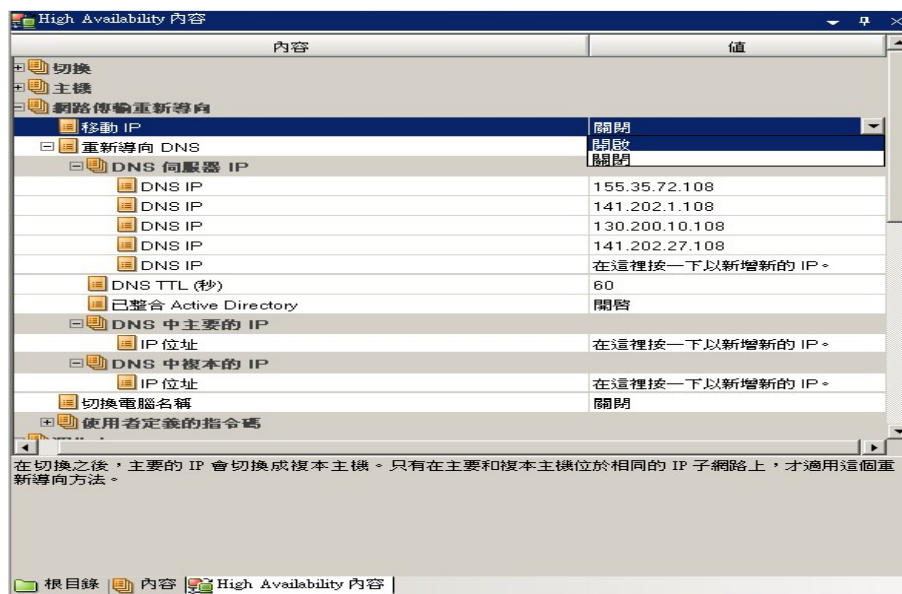 High Availability 內容
內容 值
切換
主機
網路傳輸重新導向
移動 IP 關閉
開啟
關閉
重新導向 DNS
DNS 伺服器 IP
DNS IP 155.35.72.108
DNS IP 141.202.1.108
DNS IP 130.200.10.108
DNS IP 141.202.27.108
DNS IP 在這裡按一下以新增新的 IP。
DNS TTL (秒) 60
已整合 Active Directory 開啓
DNS 中主要的 IP
IP 位址 在這裡按一下以新增新的 IP。
DNS 中複本的 IP
IP 位址 在這裡按一下以新增新的 IP。
切換電腦名稱 關閉
使用者定義的指令碼
在切換之後，主要的 IP 會切換成複本主機。只有在主要和複本主機位於相同的 IP 子網路上，才適用這個重
新導向方法。
根目錄 內容 High Availability 內容